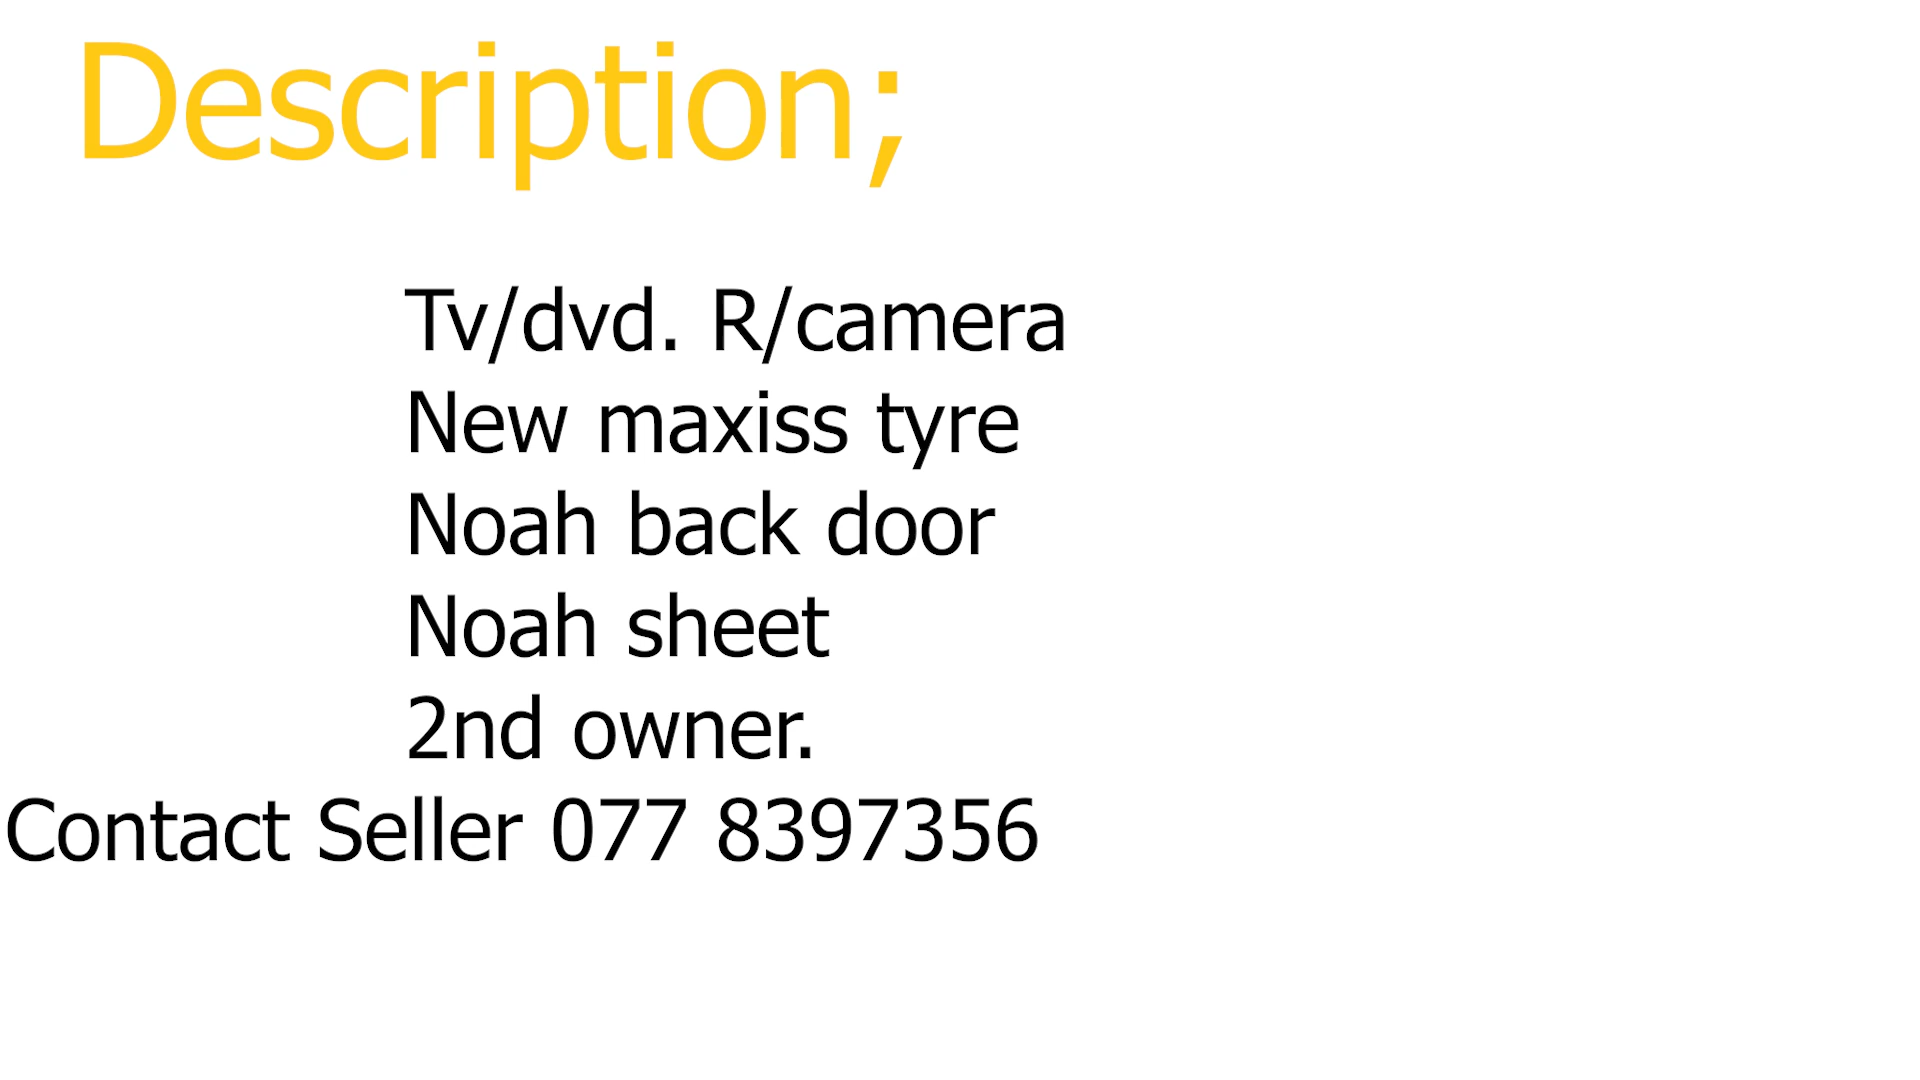 Description;
Tv/dvd. R/camera
New maxiss tyre
Noah back door
Noah sheet
2nd owner.
Contact Seller 077 8397356